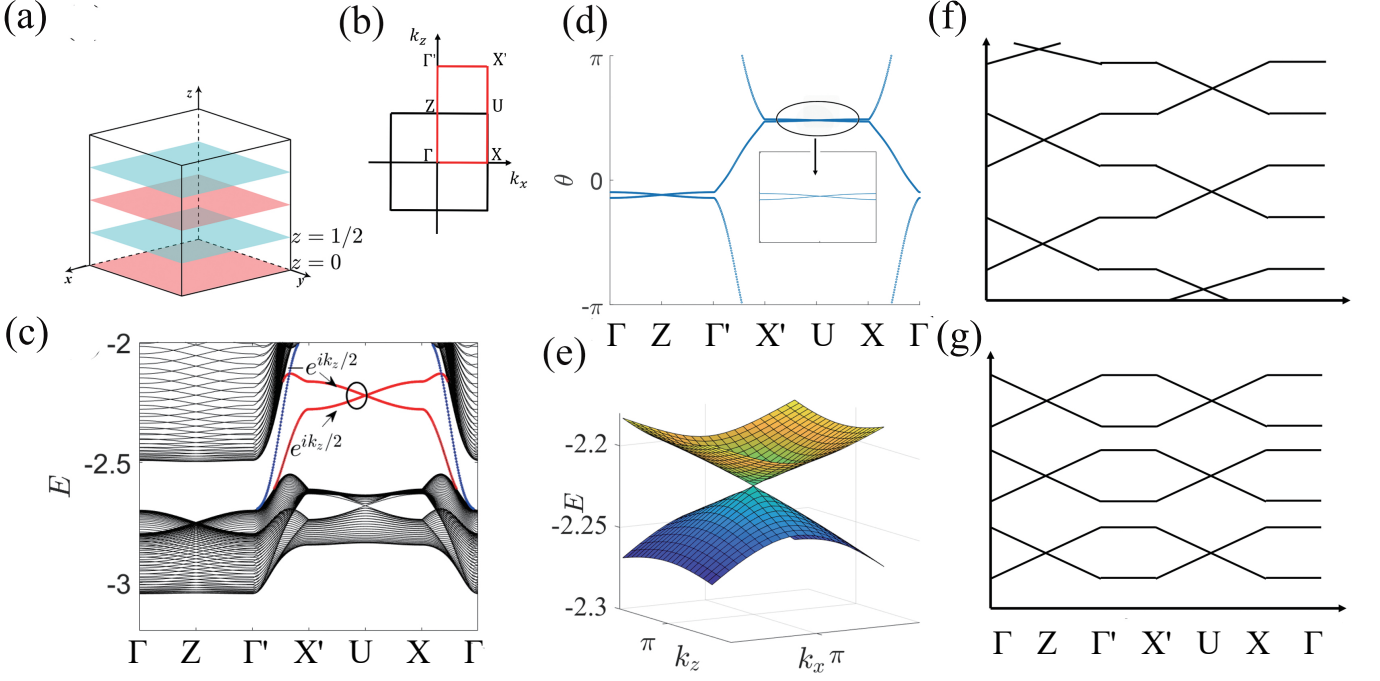 (a)
z
z = 1/2
z = 0
x
y
(b)
k_z
Γ' X'
Z U
Γ X
k_x
(c)
-2
-2.5
-3
E
-e^{ik_z/2}
e^{ik_z/2}
Γ Z Γ' X' U X Γ
(d)
π
0
-π
θ
Γ Z Γ' X' U X Γ
(e)
-2.2
-2.25
-2.3
E
π
k_z
k_x π
(f)
(g)
Γ Z Γ' X' U X Γ